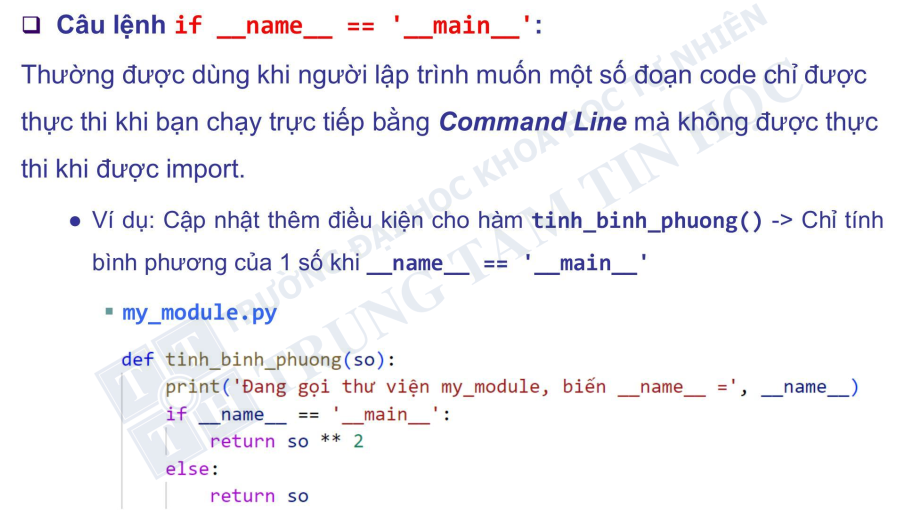 ❑ Câu lệnh if __name__ == '__main__':
Thường được dùng khi người lập trình muốn một số đoạn code chỉ được
thực thi khi bạn chạy trực tiếp bằng Command Line mà không được thực
thi khi được import.
● Ví dụ: Cập nhật thêm điều kiện cho hàm tinh_binh_phuong() -> Chỉ tính
bình phương của 1 số khi __name__ == '__main__'
▪ my_module.py
def tinh_binh_phuong(so):
    print('Đang gọi thư viện my_module, biến __name__ =', __name__)
    if __name__ == '__main__':
        return so ** 2
    else:
        return so
TRƯỜNG ĐẠI HỌC KHOA HỌC TỰ NHIÊN
TRUNG TÂM TIN HỌC